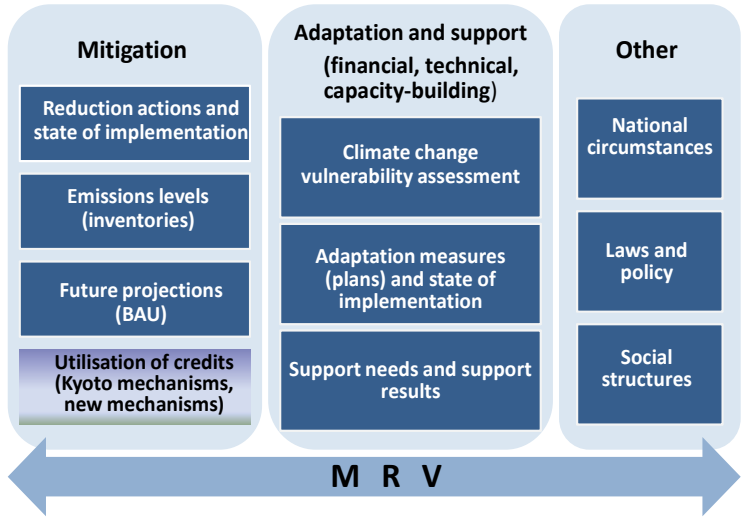 Mitigation
Reduction actions and
state of implementation
Emissions levels
(inventories)
Future projections
(BAU)
Utilisation of credits
(Kyoto mechanisms,
new mechanisms)
Adaptation and support
(financial, technical,
capacity-building)
Climate change
vulnerability assessment
Adaptation measures
(plans) and state of
implementation
Support needs and support
results
Other
National
circumstances
Laws and
policy
Social
structures
M R V